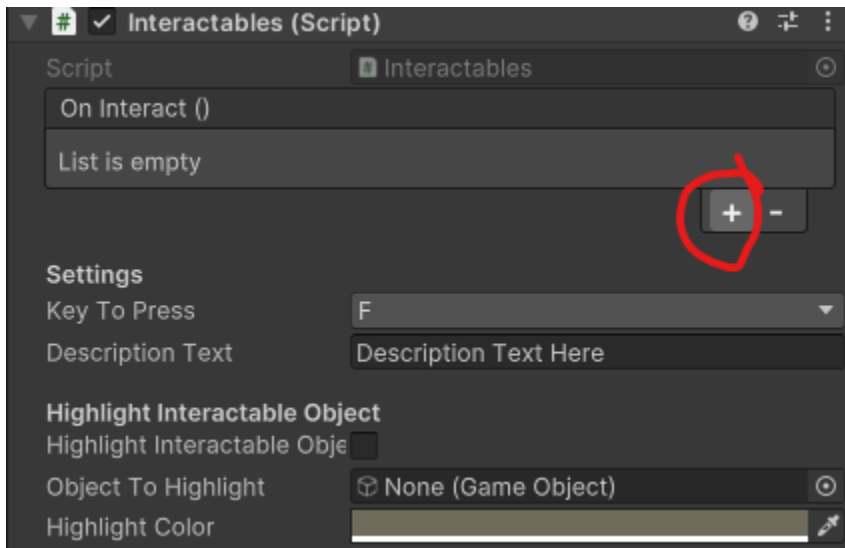 Interactables (Script)
Script Interactables
On Interact ()
List is empty
+ -
Settings
Key To Press F
Description Text Description Text Here
Highlight Interactable Object
Highlight Interactable Obje
Object To Highlight None (Game Object)
Highlight Color